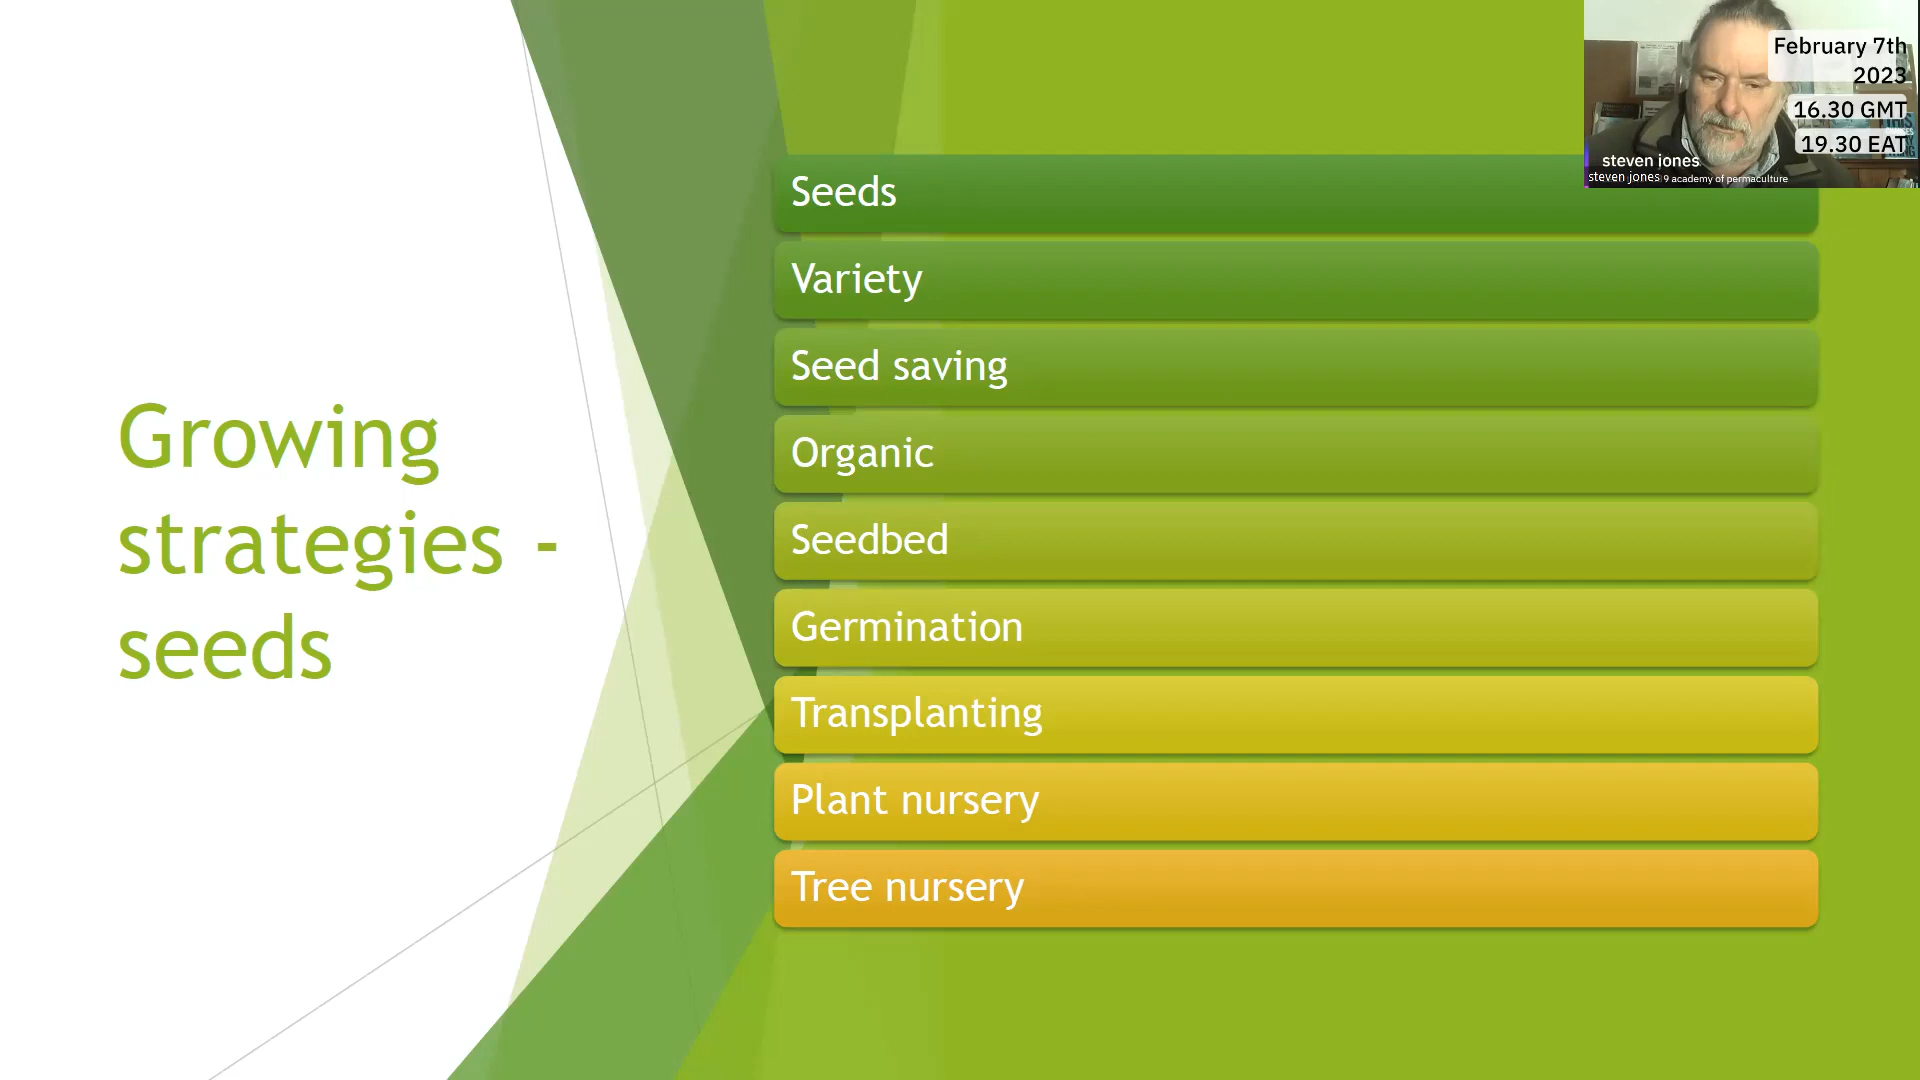 Growing
strategies -
seeds
Seeds
Variety
Seed saving
Organic
Seedbed
Germination
Transplanting
Plant nursery
Tree nursery
February 7th
2023
16.30 GMT
19.30 EAT
steven jones
steven jones 9 academy of permaculture